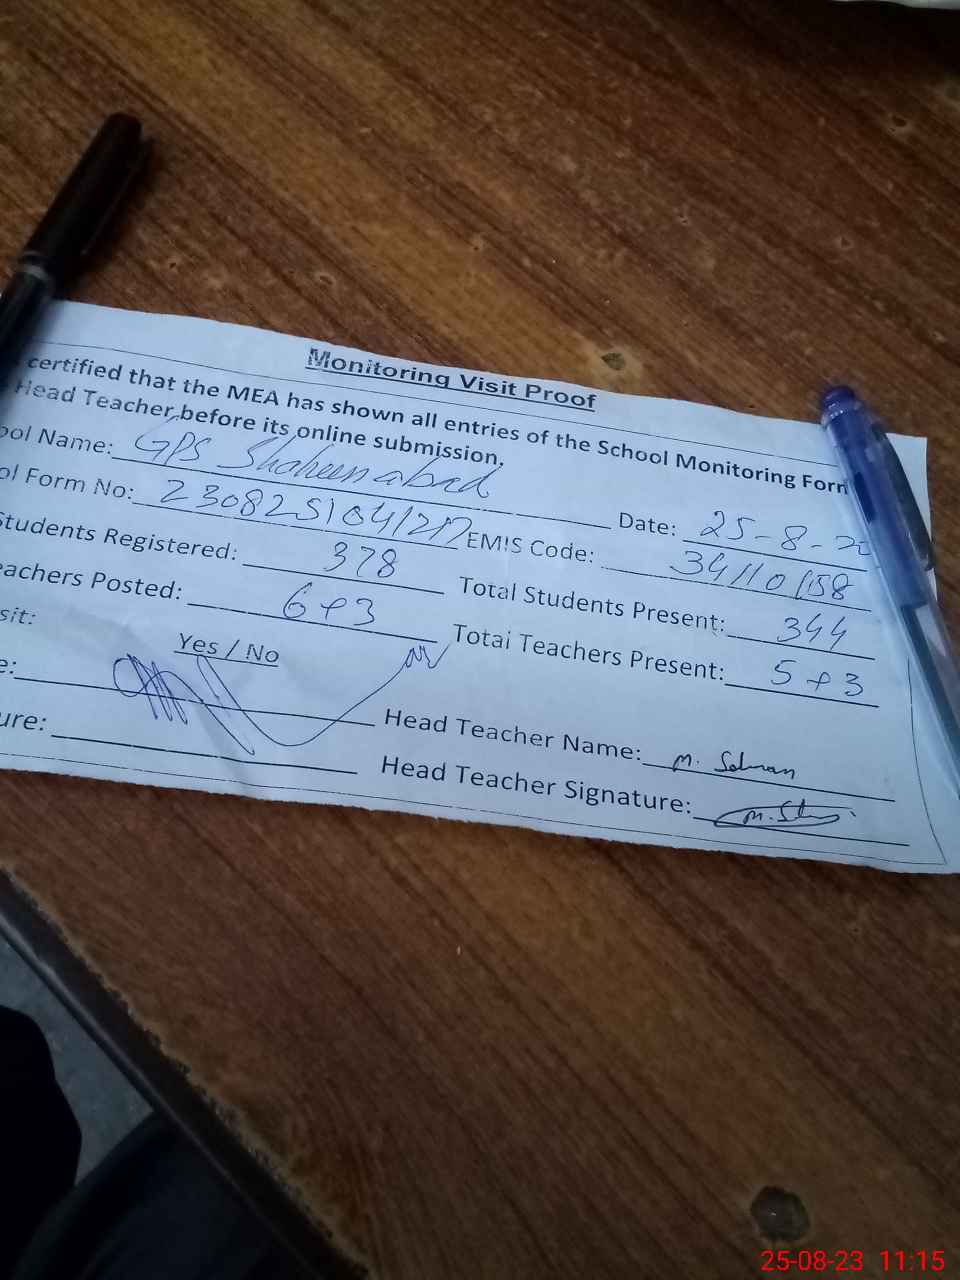 Monitoring Visit Proof
certified that the MEA has shown all entries of the School Monitoring Form
Head Teacher before its online submission.
ool Name: GPS Shaheenabad Date: 25-8-20
ol Form No: EMIS Code: 34110158
Students Registered: 378 Total Students Present: 344
eachers Posted: 6+3 Total Teachers Present: 5+3
sit: Yes / No
e: Head Teacher Name: M. Salman
ure: Head Teacher Signature:
25-08-23 11:15